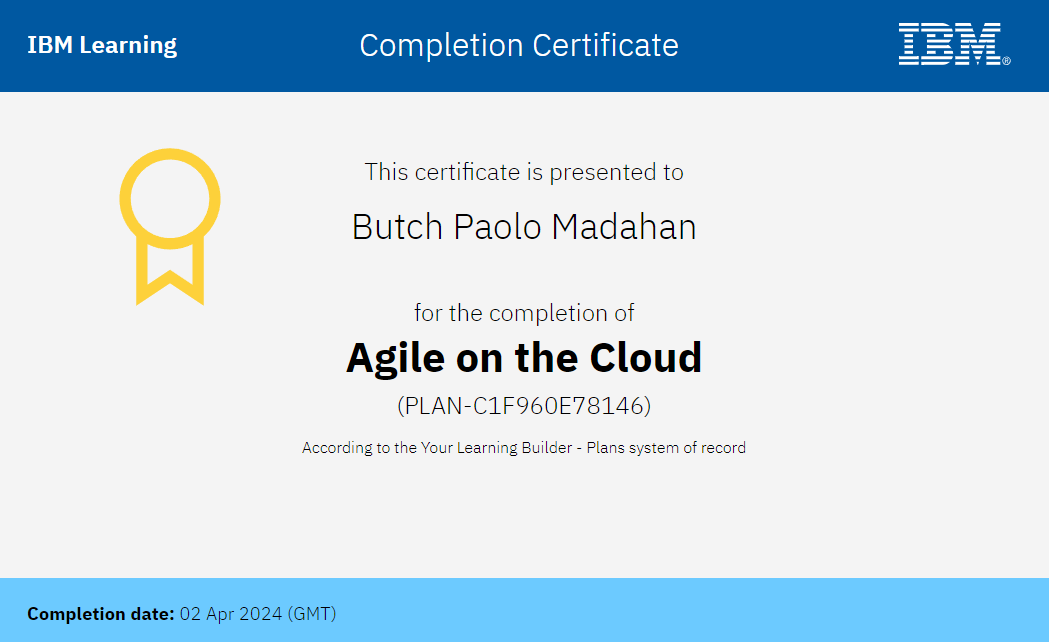 IBM Learning
Completion Certificate
IBM®
This certificate is presented to
Butch Paolo Madahan
for the completion of
Agile on the Cloud
(PLAN-C1F960E78146)
According to the Your Learning Builder - Plans system of record
Completion date: 02 Apr 2024 (GMT)